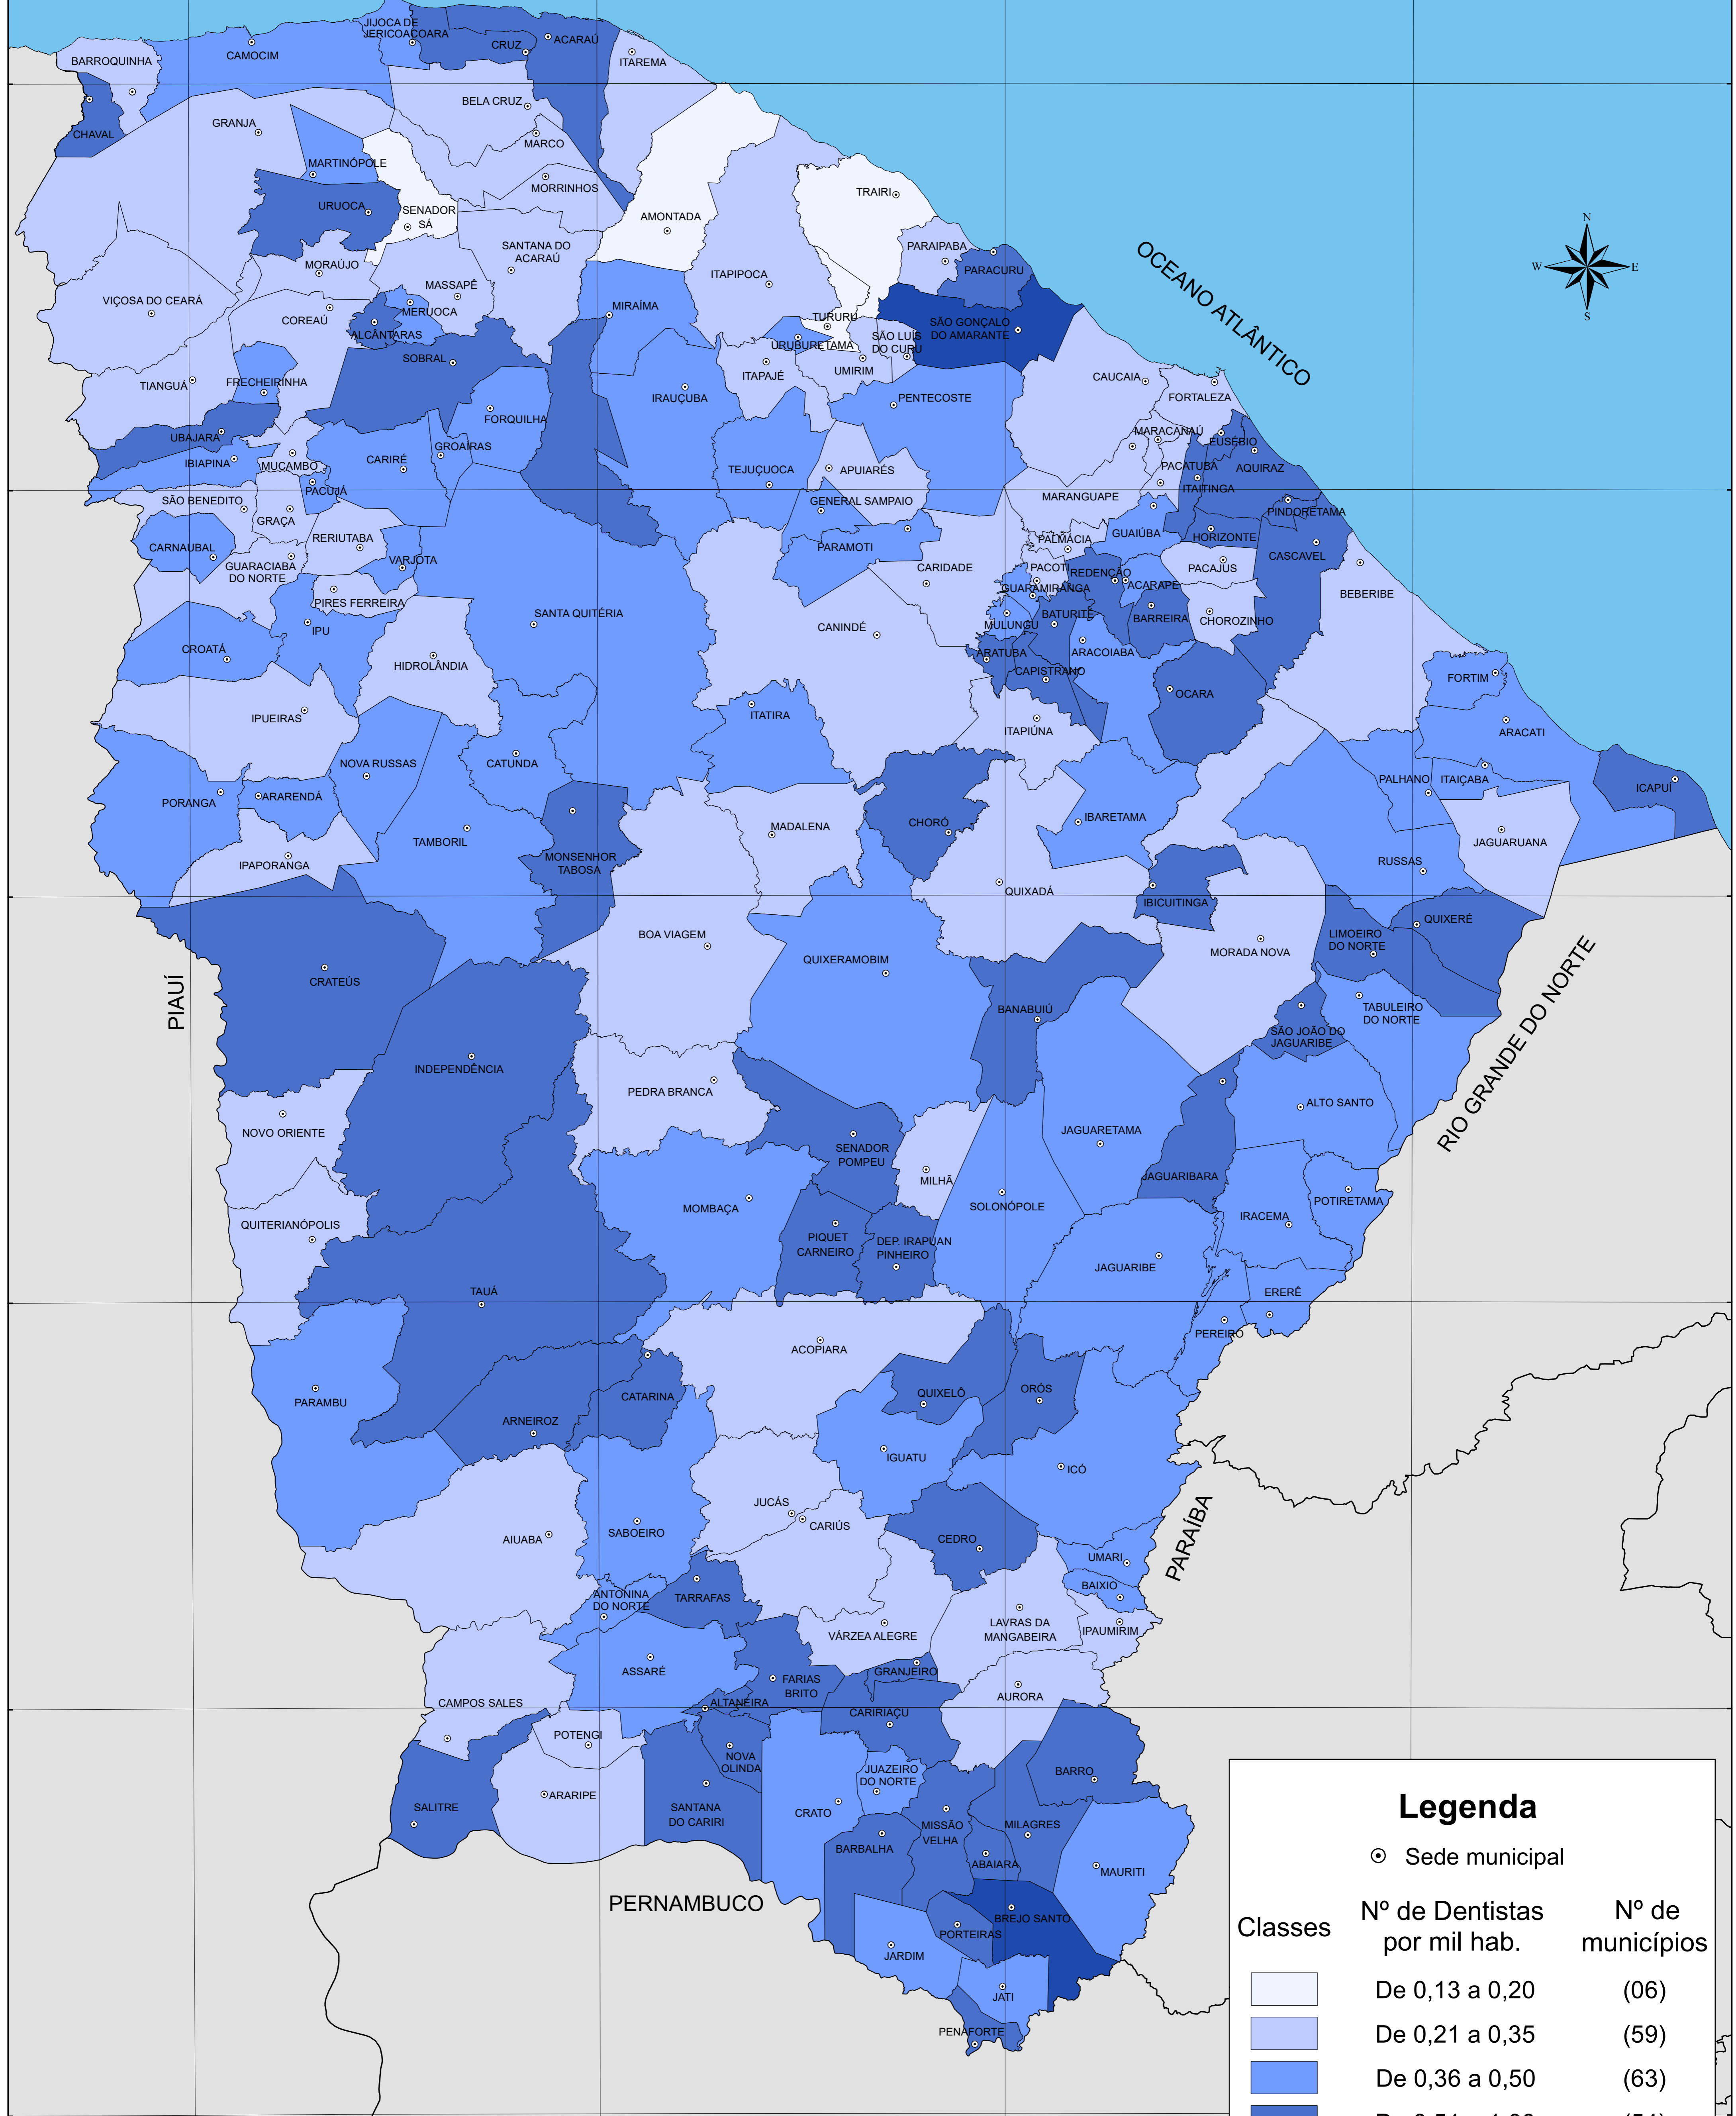 JIJOCA DE
JERICOACOARA
CRUZ
ACARAÚ
BARROQUINHA
CAMOCIM
ITAREMA
CHAVAL
GRANJA
BELA CRUZ
MARCO
MARTINÓPOLE
MORRINHOS
URUOCA
SENADOR
SÁ
AMONTADA
TRAIRI
N
W
E
S
SANTANA DO
ACARAÚ
PARAIPABA
PARACURU
OCEANO ATLÂNTICO
MORAÚJO
ITAPIPOCA
VIÇOSA DO CEARÁ
MASSAPÊ
MERUOCA
MIRAÍMA
COREAÚ
ALCÂNTARAS
TURURU
SÃO GONÇALO
DO AMARANTE
URUBURETAMA
SÃO LUÍS
DO CURU
SOBRAL
UMIRIM
TIANGUÁ
FRECHEIRINHA
ITAPAJÉ
CAUCAIA
IRAUÇUBA
PENTECOSTE
FORTALEZA
FORQUILHA
UBAJARA
MARACANAÚ
EUSÉBIO
IBIAPINA
MUCAMBO
CARIRÉ
GROAÍRAS
TEJUÇUOCA
APUIARÉS
PACATUBA
AQUIRAZ
PACUJÁ
ITAITINGA
SÃO BENEDITO
GENERAL SAMPAIO
MARANGUAPE
PINDORETAMA
GRAÇA
RERIUTABA
PALMÁCIA
GUAIÚBA
HORIZONTE
CARNAUBAL
VARJOTA
PARAMOTI
CASCAVEL
GUARACIABA
DO NORTE
CARIDADE
PACOTI
REDENÇÃO
PACAJUS
GUARAMIRANGA
ACARAPE
BEBERIBE
PIRES FERREIRA
SANTA QUITÉRIA
BATURITÉ
BARREIRA
CHOROZINHO
IPU
CANINDÉ
MULUNGU
CROATÁ
ARATUBA
ARACOIABA
HIDROLÂNDIA
CAPISTRANO
FORTIM
OCARA
IPUEIRAS
ITATIRA
ITAPIÚNA
ARACATI
NOVA RUSSAS
CATUNDA
PALHANO
ITAIÇABA
ICAPUÍ
PORANGA
ARARENDÁ
IBARETAMA
CHORÓ
MADALENA
TAMBORIL
JAGUARUANA
IPAPORANGA
MONSENHOR
TABOSA
RUSSAS
QUIXADÁ
IBICUITINGA
QUIXERÉ
BOA VIAGEM
LIMOEIRO
DO NORTE
MORADA NOVA
QUIXERAMOBIM
CRATEÚS
PIAUÍ
BANABUIÚ
TABULEIRO
DO NORTE
RIO GRANDE DO NORTE
SÃO JOÃO DO
JAGUARIBE
INDEPENDÊNCIA
PEDRA BRANCA
ALTO SANTO
NOVO ORIENTE
JAGUARETAMA
SENADOR
POMPEU
JAGUARIBARA
MILHÃ
POTIRETAMA
MOMBAÇA
SOLONÓPOLE
IRACEMA
QUITERIANÓPOLIS
PIQUET
CARNEIRO
DEP. IRAPUAN
PINHEIRO
JAGUARIBE
TAUÁ
ERERÊ
PEREIRO
ACOPIARA
PARAMBU
CATARINA
QUIXELÔ
ORÓS
ARNEIROZ
IGUATU
ICÓ
JUCÁS
CARIÚS
PARAÍBA
SABOEIRO
AIUABA
CEDRO
UMARI
BAIXIO
ANTONINA
DO NORTE
TARRAFAS
LAVRAS DA
MANGABEIRA
VÁRZEA ALEGRE
IPAUMIRIM
ASSARÉ
GRANJEIRO
FARIAS
BRITO
CAMPOS SALES
ALTANEIRA
AURORA
CARIRIAÇU
POTENGI
NOVA
OLINDA
JUAZEIRO
DO NORTE
BARRO
ARARIPE
SALITRE
SANTANA
DO CARIRI
CRATO
MISSÃO
VELHA
MILAGRES
BARBALHA
ABAIARA
MAURITI
PERNAMBUCO
BREJO SANTO
PORTEIRAS
JARDIM
JATI
PENAFORTE
Legenda
Sede municipal
Classes
Nº de Dentistas
por mil hab.
Nº de
municípios
De 0,13 a 0,20 (06)
De 0,21 a 0,35 (59)
De 0,36 a 0,50 (63)